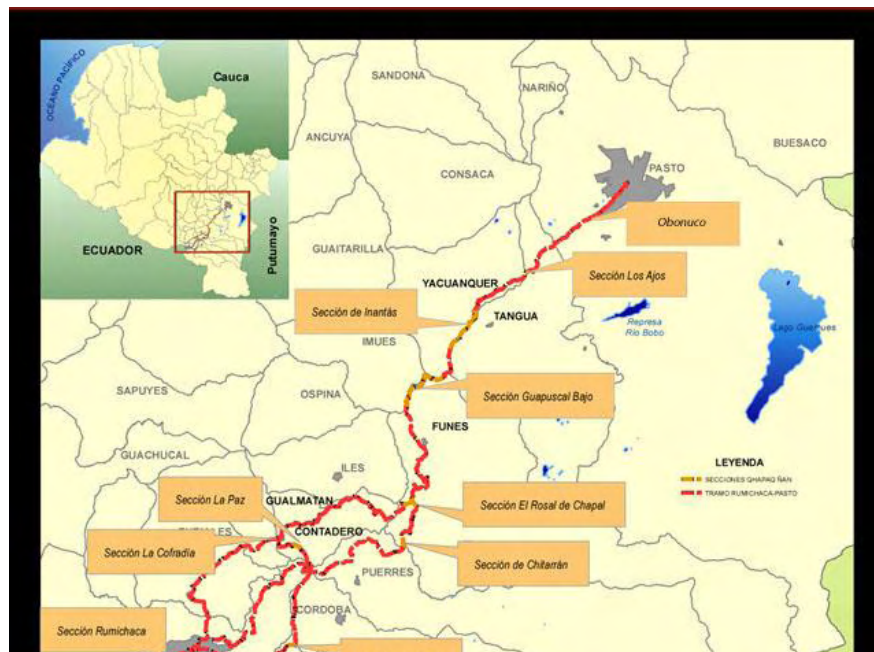 OCÉANO PACÍFICO
Cauca
ECUADOR
Putumayo
SANDONA
NARIÑO
ANCUYA
BUESACO
CONSACA
PASTO
Obonuco
GUAITARILLA
YACUANQUER
Sección Los Ajos
Sección de Inantás
TANGUA
Represa
Río Bobo
IMUES
SAPUYES
OSPINA
Sección Guapuscal Bajo
FUNES
GUACHUCAL
ILES
LEYENDA
SECCIONES QHAPAQ ÑAN
TRAMO RUMICHACA-PASTO
Sección La Paz
GUALMATAN
Sección El Rosal de Chapal
CONTADERO
Sección La Cofradía
Sección de Chitarrán
PUERRES
CORDOBA
Sección Rumichaca